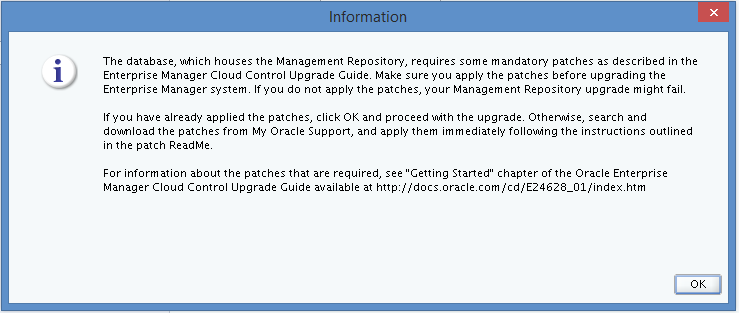 Information
The database, which houses the Management Repository, requires some mandatory patches as described in the
Enterprise Manager Cloud Control Upgrade Guide. Make sure you apply the patches before upgrading the
Enterprise Manager system. If you do not apply the patches, your Management Repository upgrade might fail.
If you have already applied the patches, click OK and proceed with the upgrade. Otherwise, search and
download the patches from My Oracle Support, and apply them immediately following the instructions outlined
in the patch ReadMe.
For information about the patches that are required, see "Getting Started" chapter of the Oracle Enterprise
Manager Cloud Control Upgrade Guide available at http://docs.oracle.com/cd/E24628_01/index.htm
OK